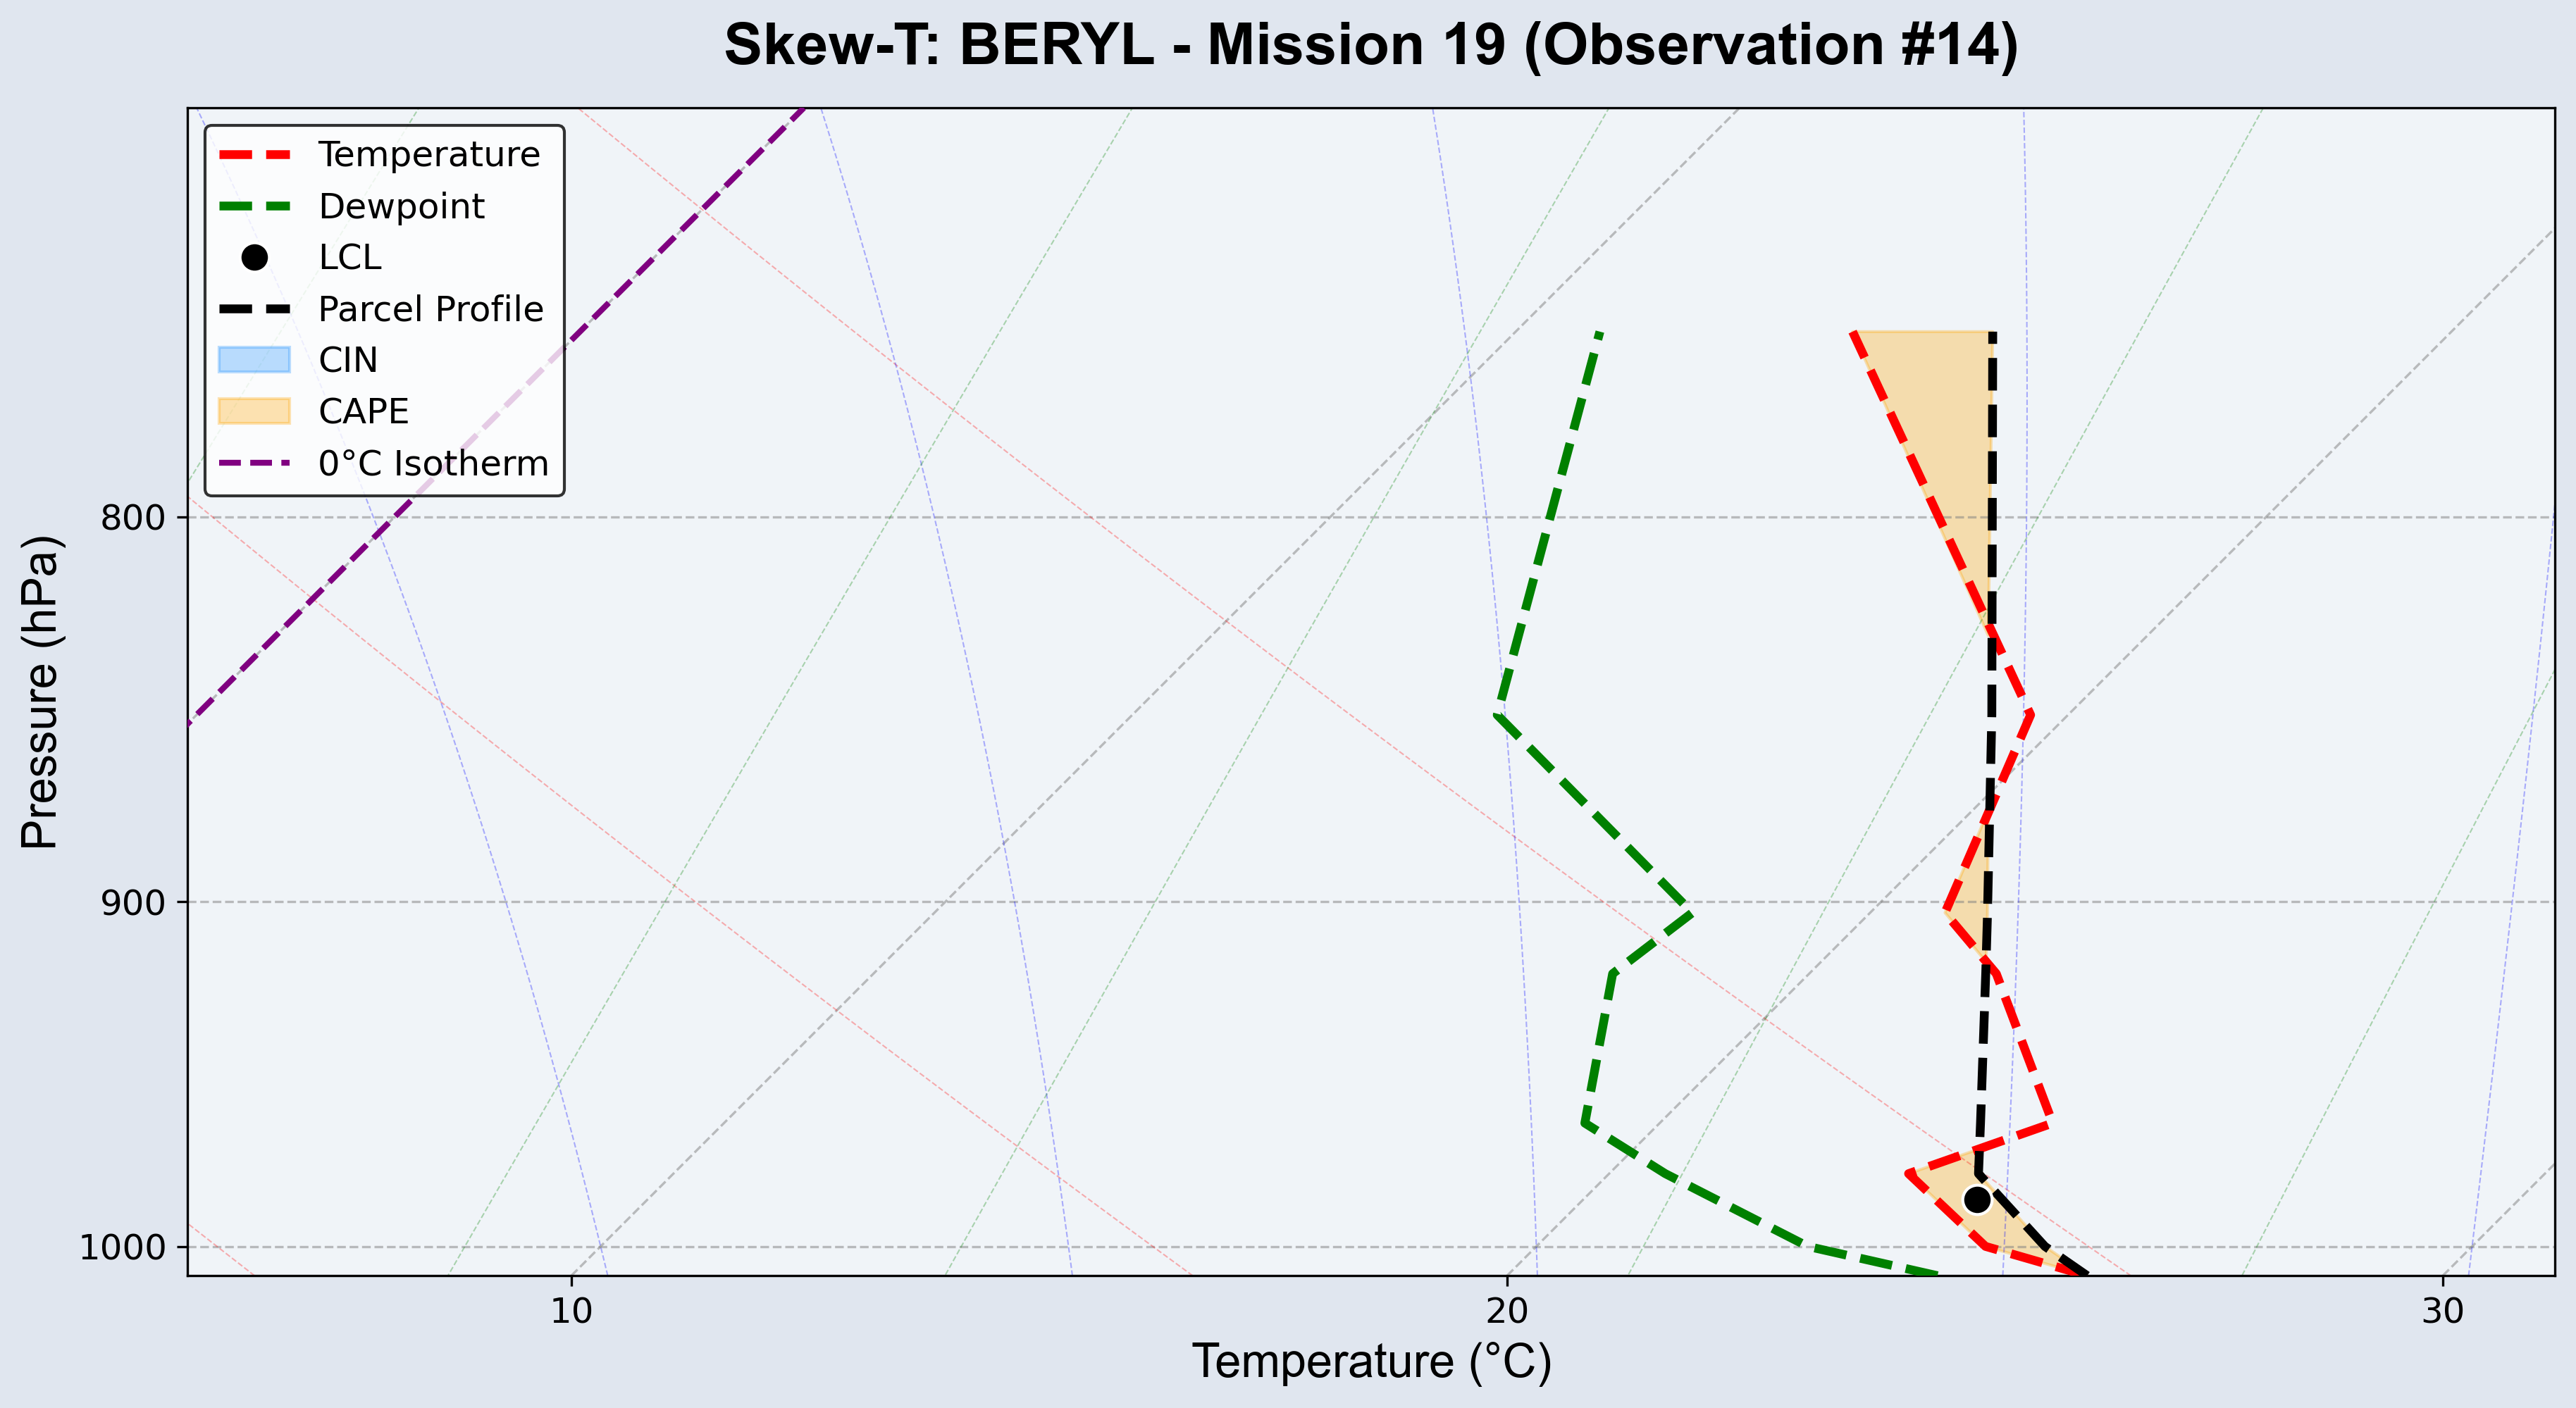 Skew-T: BERYL - Mission 19 (Observation #14)
Temperature
Dewpoint
LCL
Parcel Profile
CIN
CAPE
0°C Isotherm
Pressure (hPa)
800
900
1000
10
20
30
Temperature (°C)